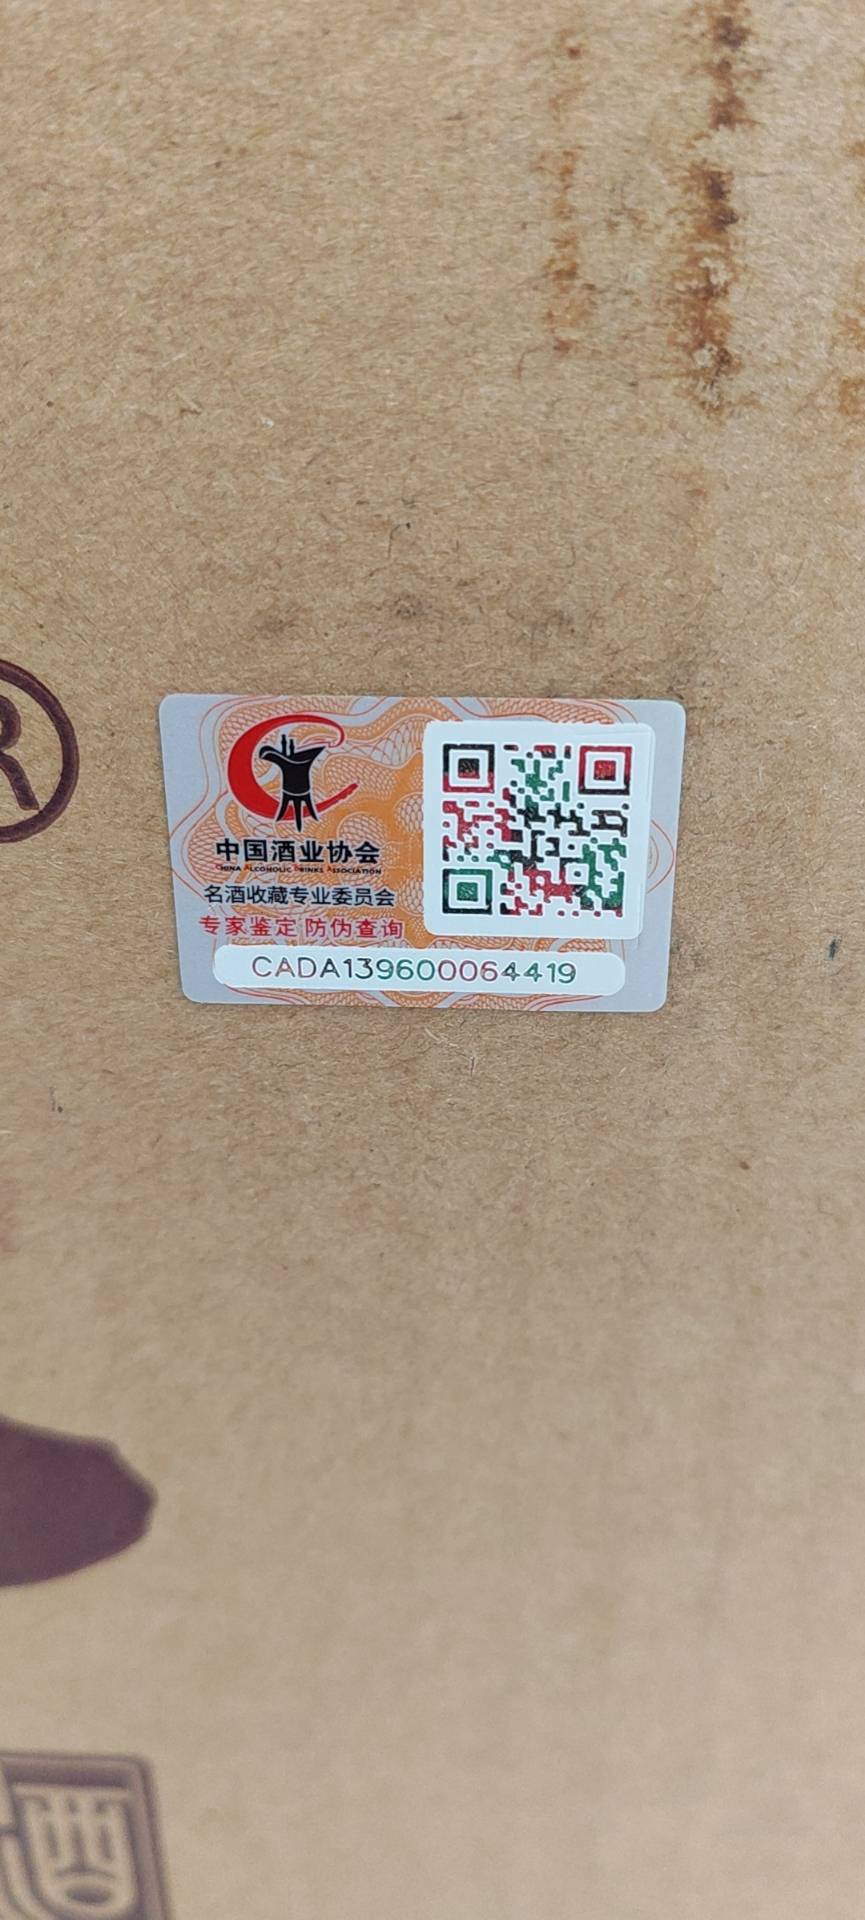 R
中国酒业协会
CHINA ALCOHOLIC DRINKS ASSOCIATION
名酒收藏专业委员会
专家鉴定 防伪查询
CADA139600064419
酒